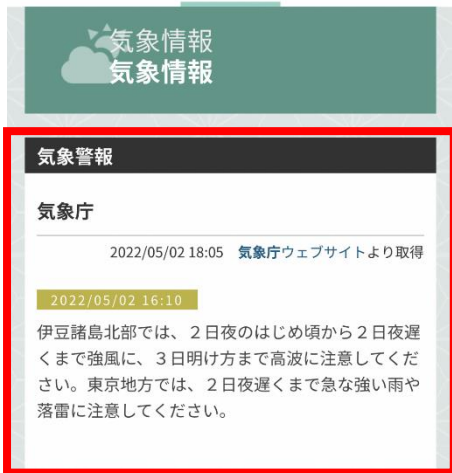 気象情報
気象情報
気象警報
気象庁
2022/05/02 18:05 気象庁ウェブサイトより取得
2022/05/02 16:10
伊豆諸島北部では、２日夜のはじめ頃から２日夜遅
くまで強風に、３日明け方まで高波に注意してくだ
さい。東京地方では、２日夜遅くまで急な強い雨や
落雷に注意してください。